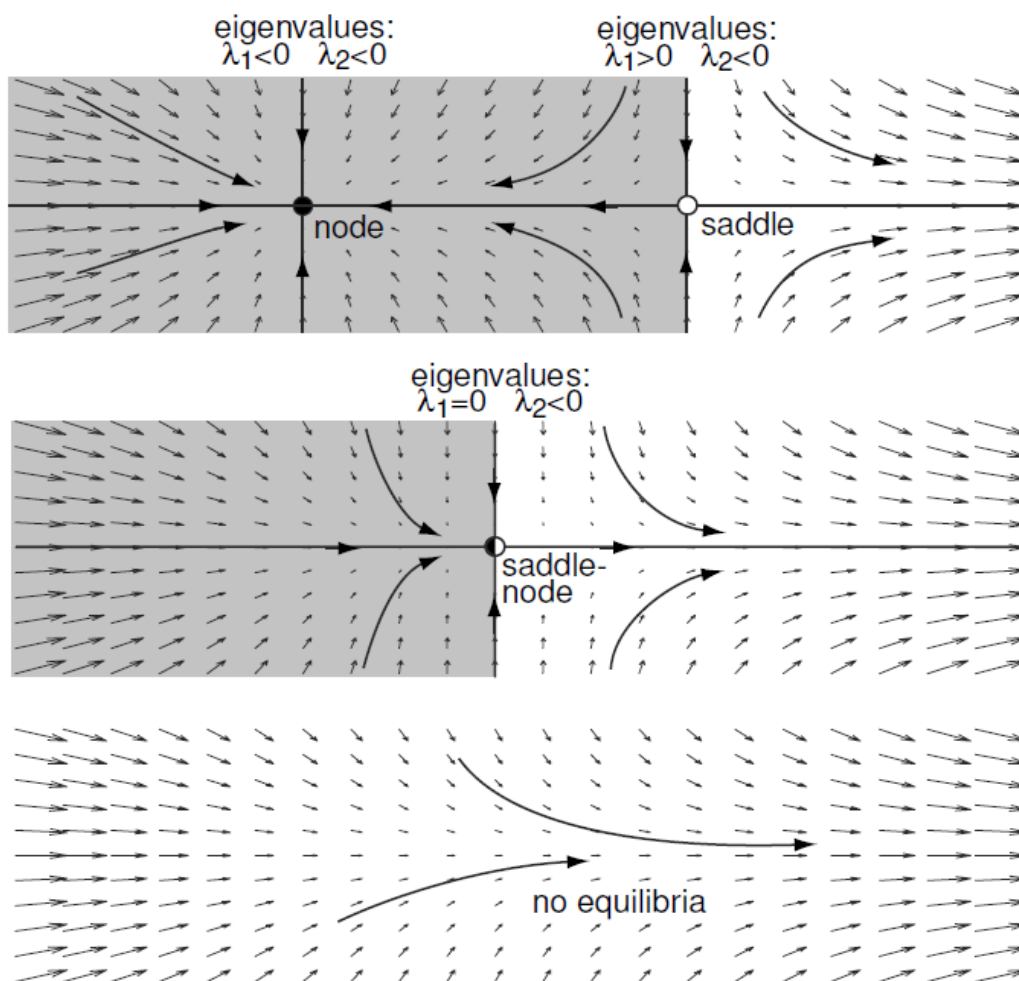 eigenvalues:
λ1<0 λ2<0
eigenvalues:
λ1>0 λ2<0
node
saddle
eigenvalues:
λ1=0 λ2<0
saddle-
node
no equilibria